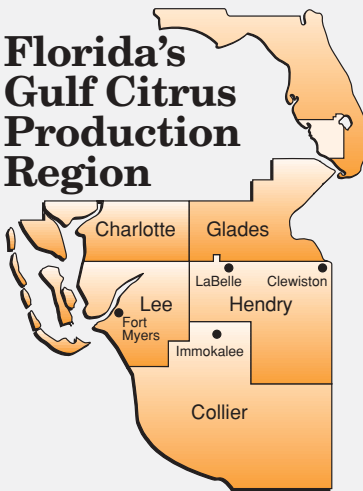 Florida's
Gulf Citrus
Production
Region
Charlotte
Glades
LaBelle
Clewiston
Lee
Hendry
Fort
Myers
Immokalee
Collier